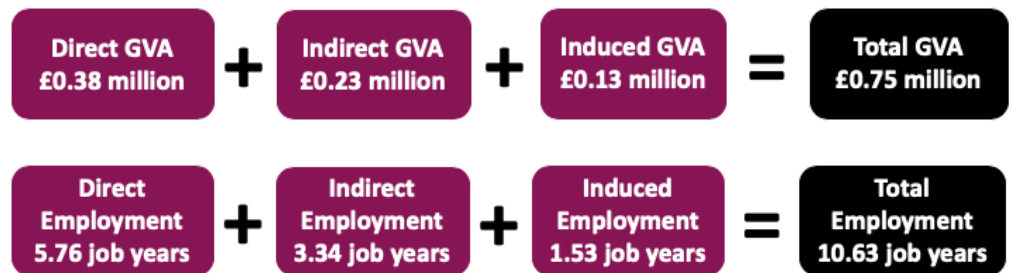 Direct GVA
£0.38 million
+
Indirect GVA
£0.23 million
+
Induced GVA
£0.13 million
=
Total GVA
£0.75 million
Direct
Employment
5.76 job years
+
Indirect
Employment
3.34 job years
+
Induced
Employment
1.53 job years
=
Total
Employment
10.63 job years